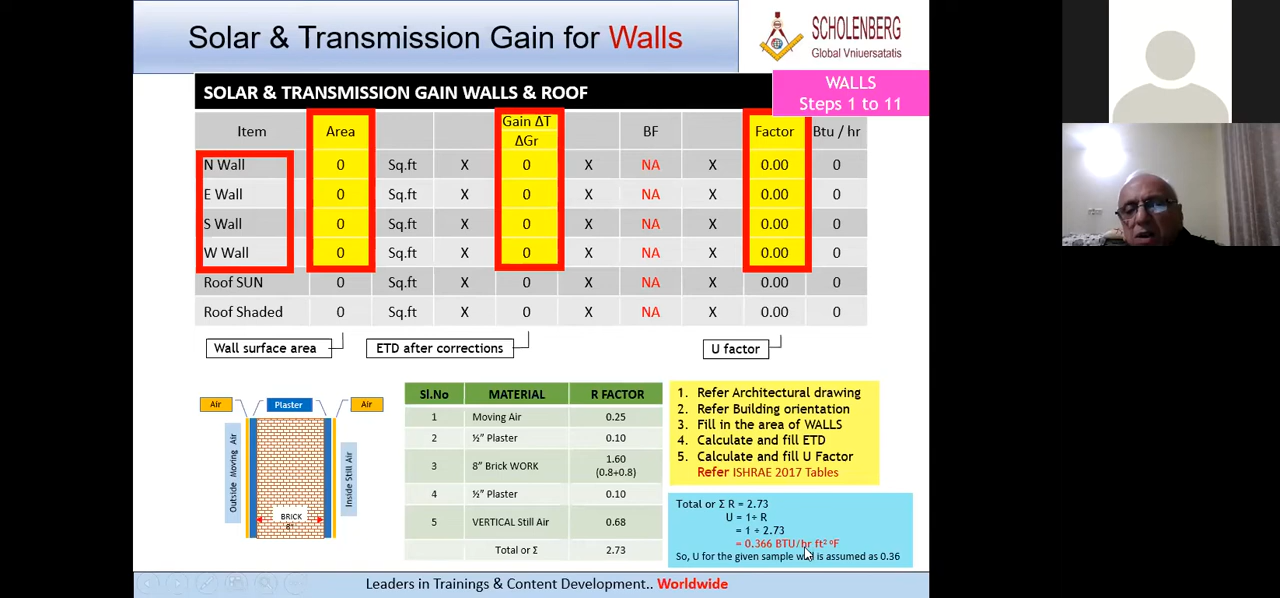 Solar & Transmission Gain for Walls
SCHOLENBERG
Global Vniuersatatis
SOLAR & TRANSMISSION GAIN WALLS & ROOF
WALLS
Steps 1 to 11
Item Area Gain ΔT ΔGr BF Factor Btu / hr
N Wall 0 Sq.ft X 0 X NA X 0.00 0
E Wall 0 Sq.ft X 0 X NA X 0.00 0
S Wall 0 Sq.ft X 0 X NA X 0.00 0
W Wall 0 Sq.ft X 0 X NA X 0.00 0
Roof SUN 0 Sq.ft X 0 X NA X 0.00 0
Roof Shaded 0 Sq.ft X 0 X NA X 0.00 0
Wall surface area ETD after corrections U factor
Air Plaster Air
Outside Moving Air
BRICK
8"
Inside Still Air
Sl.No MATERIAL R FACTOR
1 Moving Air 0.25
2 ½" Plaster 0.10
3 8" Brick WORK 1.60
(0.8+0.8)
4 ½" Plaster 0.10
5 VERTICAL Still Air 0.68
Total or Σ 2.73
1. Refer Architectural drawing
2. Refer Building orientation
3. Fill in the area of WALLS
4. Calculate and fill ETD
5. Calculate and fill U Factor
Refer ISHRAE 2017 Tables
Total or Σ R = 2.73
U = 1÷ R
= 1 ÷ 2.73
= 0.366 BTU/hr ft² ºF
So, U for the given sample wall is assumed as 0.36
Leaders in Trainings & Content Development.. Worldwide